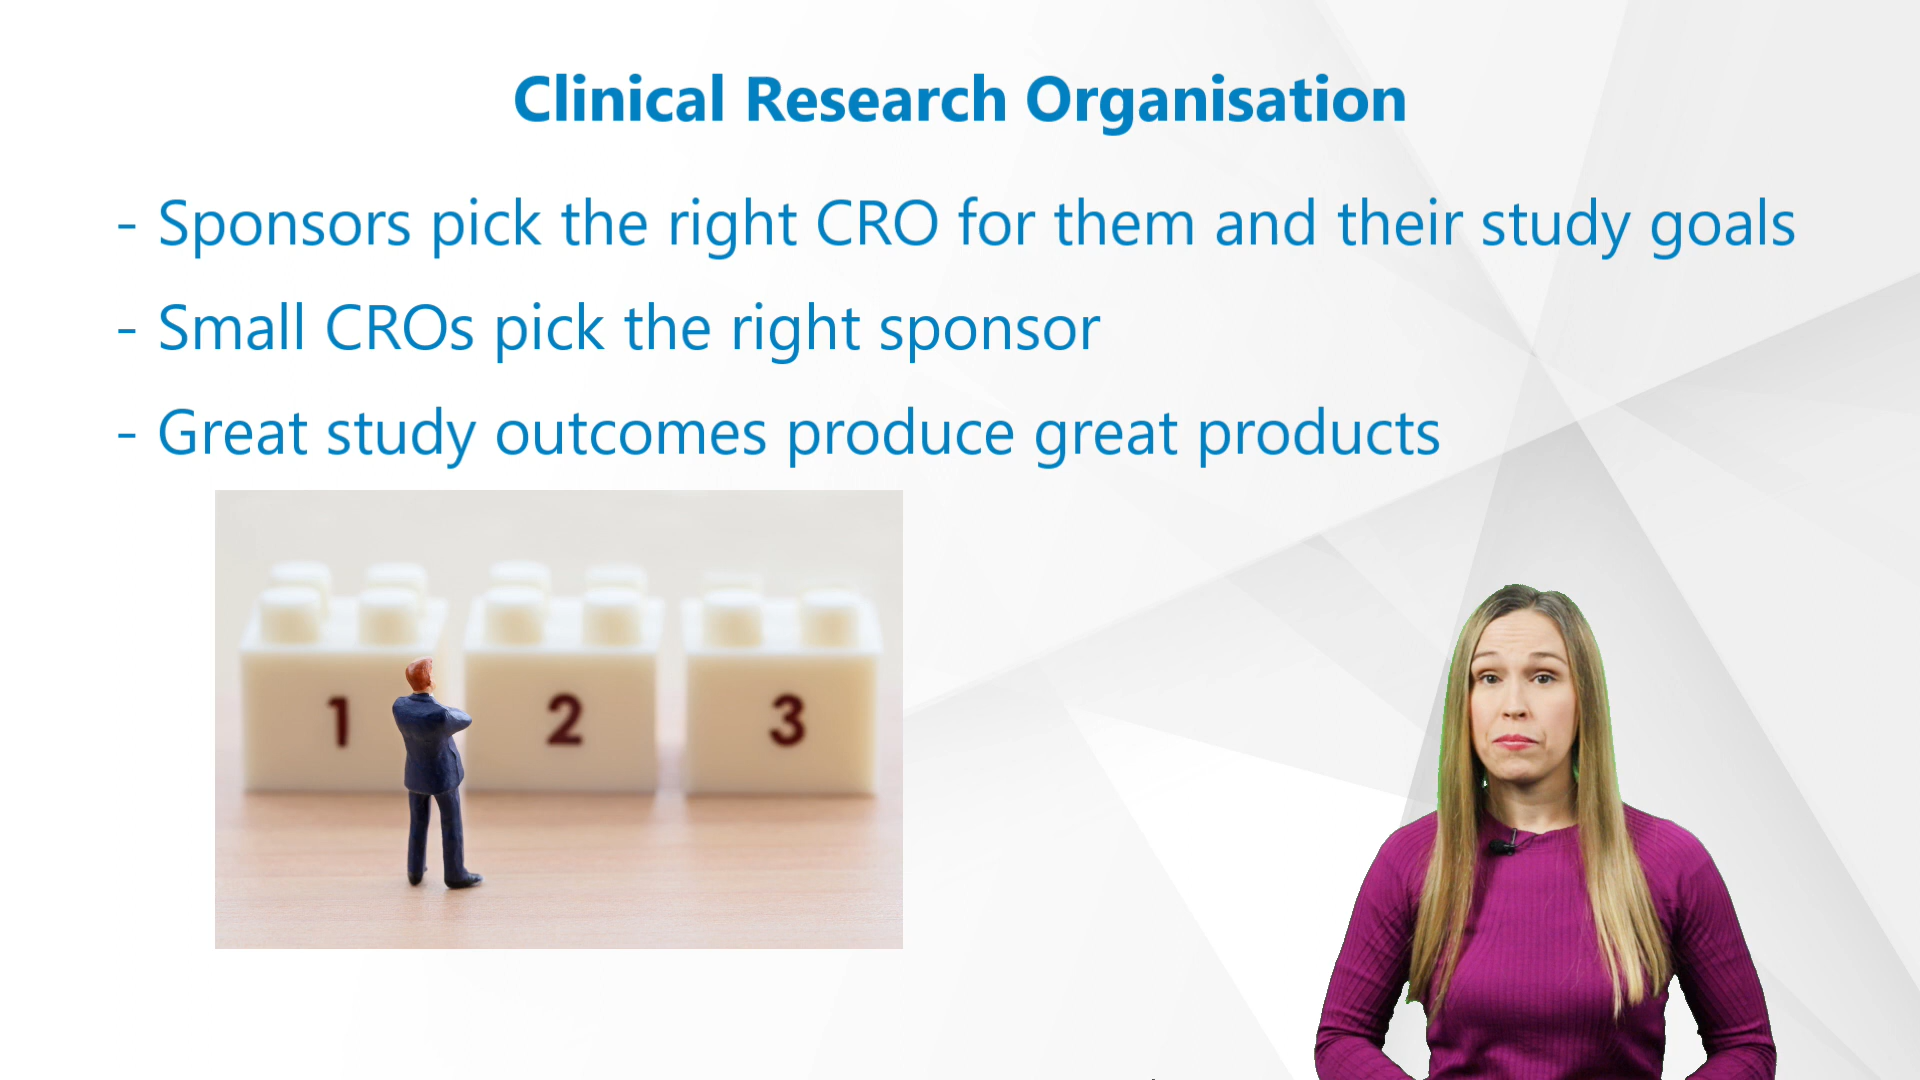 Clinical Research Organisation
- Sponsors pick the right CRO for them and their study goals
- Small CROs pick the right sponsor
- Great study outcomes produce great products
1 2 3